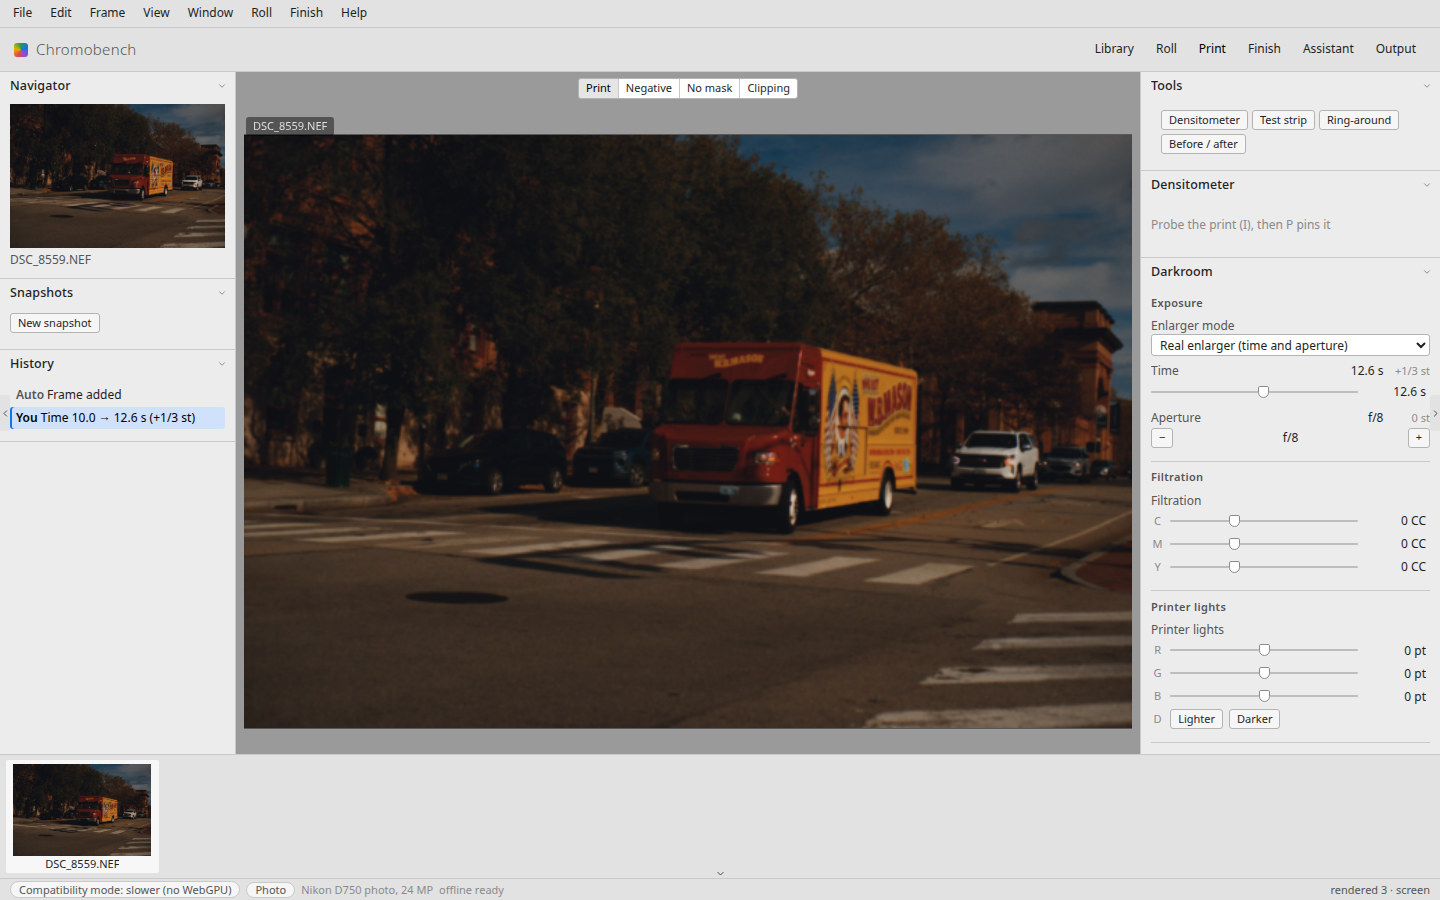 File Edit Frame View Window Roll Finish Help
Chromobench
Library Roll Print Finish Assistant Output
Navigator
DSC_8559.NEF
Snapshots
New snapshot
History
Auto Frame added
You Time 10.0 → 12.6 s (+1/3 st)
Print Negative No mask Clipping
DSC_8559.NEF
Tools
Densitometer Test strip Ring-around
Before / after
Densitometer
Probe the print (I), then P pins it
Darkroom
Exposure
Enlarger mode
Real enlarger (time and aperture)
Time 12.6 s +1/3 st
12.6 s
Aperture f/8 0 st
− f/8 +
Filtration
Filtration
C 0 CC
M 0 CC
Y 0 CC
Printer lights
Printer lights
R 0 pt
G 0 pt
B 0 pt
D Lighter Darker
DSC_8559.NEF
Compatibility mode: slower (no WebGPU) Photo Nikon D750 photo, 24 MP offline ready
rendered 3 · screen